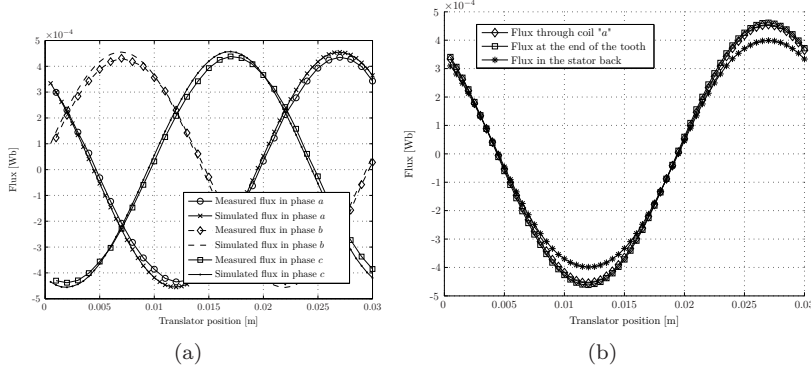 ×10⁻⁴
5
4
3
2
1
0
-1
-2
-3
-4
-5
Flux [Wb]
0
0.005
0.01
0.015
0.02
0.025
0.03
Translator position [m]
Measured flux in phase a
Simulated flux in phase a
Measured flux in phase b
Simulated flux in phase b
Measured flux in phase c
Simulated flux in phase c
(a)
×10⁻⁴
5
4
3
2
1
0
-1
-2
-3
-4
-5
Flux [Wb]
0
0.005
0.01
0.015
0.02
0.025
0.03
Translator position [m]
Flux through coil "a"
Flux at the end of the tooth
Flux in the stator back
(b)